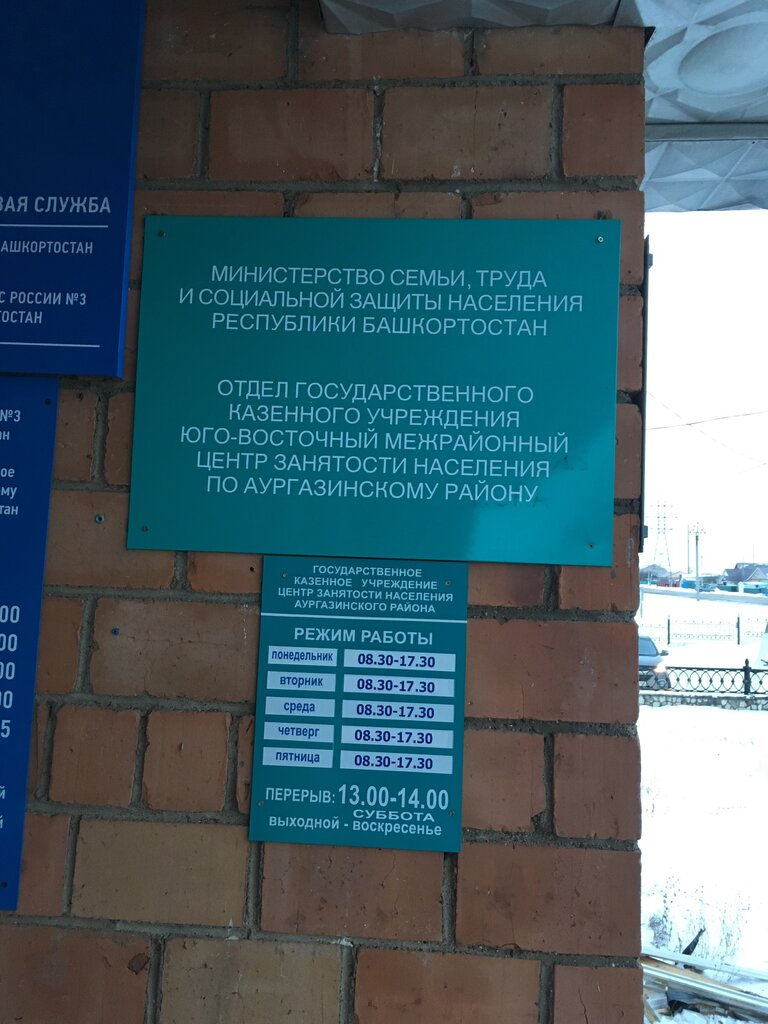 СЛУЖБА
БАШКОРТОСТАН
РОССИИ №3
№3
МИНИСТЕРСТВО СЕМЬИ, ТРУДА
И СОЦИАЛЬНОЙ ЗАЩИТЫ НАСЕЛЕНИЯ
РЕСПУБЛИКИ БАШКОРТОСТАН
ОТДЕЛ ГОСУДАРСТВЕННОГО
КАЗЕННОГО УЧРЕЖДЕНИЯ
ЮГО-ВОСТОЧНЫЙ МЕЖРАЙОННЫЙ
ЦЕНТР ЗАНЯТОСТИ НАСЕЛЕНИЯ
ПО АУРГАЗИНСКОМУ РАЙОНУ
ГОСУДАРСТВЕННОЕ
КАЗЕННОЕ УЧРЕЖДЕНИЕ
ЦЕНТР ЗАНЯТОСТИ НАСЕЛЕНИЯ
АУРГАЗИНСКОГО РАЙОНА
РЕЖИМ РАБОТЫ
понедельник 08.30-17.30
вторник 08.30-17.30
среда 08.30-17.30
четверг 08.30-17.30
пятница 08.30-17.30
ПЕРЕРЫВ: 13.00-14.00
СУББОТА
ВЫХОДНОЙ - ВОСКРЕСЕНЬЕ